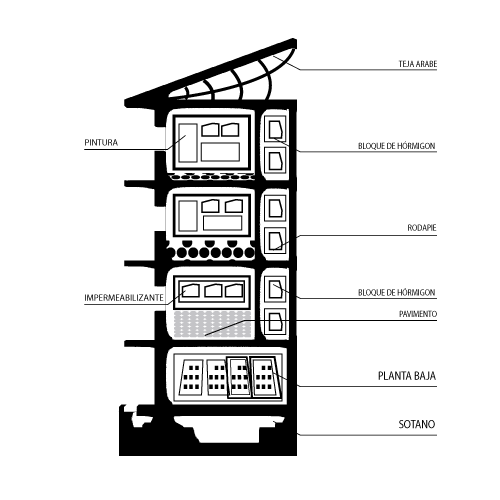 TEJA ARABE
PINTURA
BLOQUE DE HÓRMIGON
RODAPIE
IMPERMEABILIZANTE
BLOQUE DE HÓRMIGON
PAVIMENTO
PLANTA BAJA
SOTANO